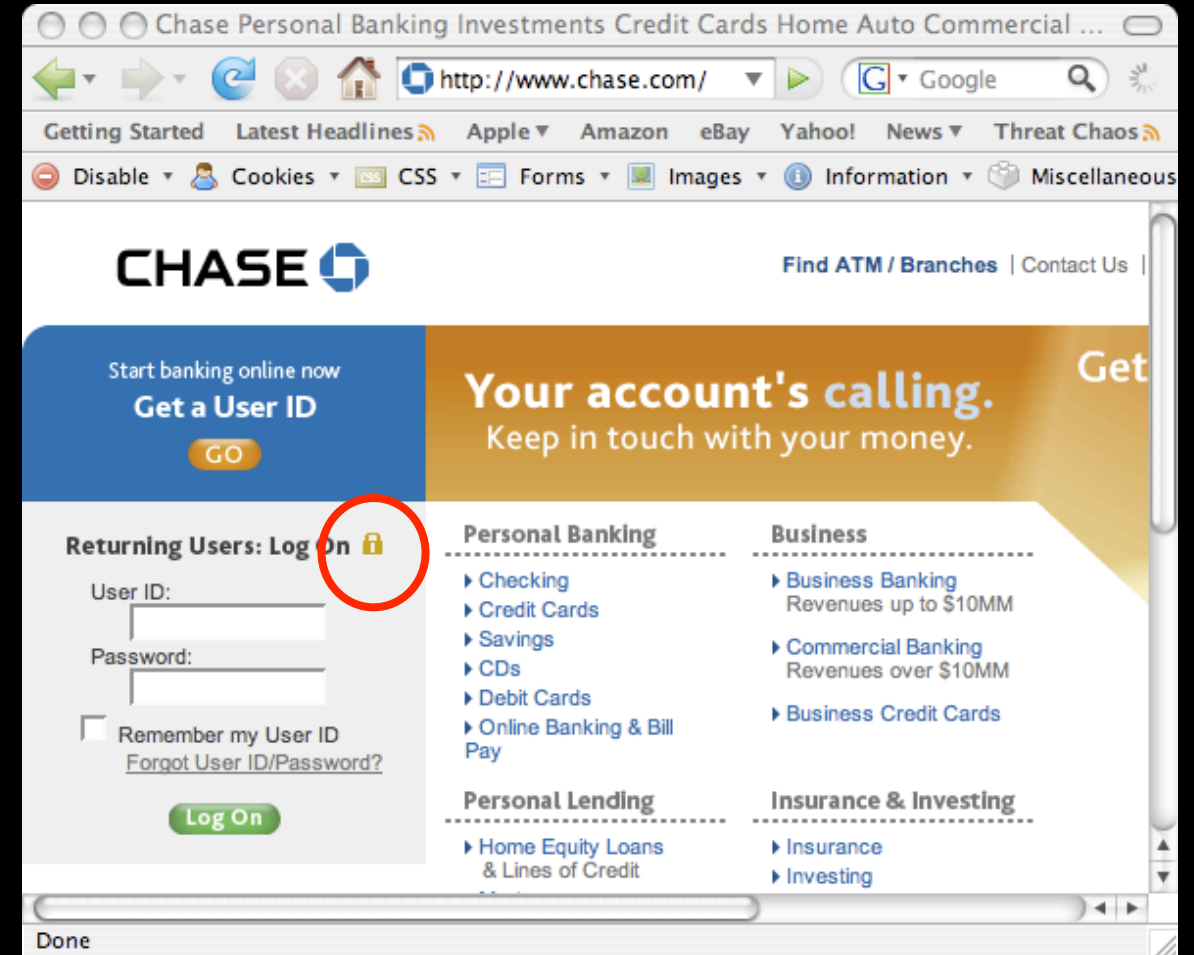 Chase Personal Banking Investments Credit Cards Home Auto Commercial ...
http://www.chase.com/ G Google
Getting Started Latest Headlines Apple Amazon eBay Yahoo! News Threat Chaos
Disable Cookies CSS CSS Forms Images Information Miscellaneous
CHASE
Find ATM / Branches | Contact Us |
Start banking online now
Get a User ID
GO
Your account's calling.
Keep in touch with your money.
Get
Returning Users: Log On
User ID:
Password:
Remember my User ID
Forgot User ID/Password?
Log On
Personal Banking
Checking
Credit Cards
Savings
CDs
Debit Cards
Online Banking & Bill
Pay
Business
Business Banking
Revenues up to $10MM
Commercial Banking
Revenues over $10MM
Business Credit Cards
Personal Lending
Home Equity Loans
& Lines of Credit
Insurance & Investing
Insurance
Investing
Done